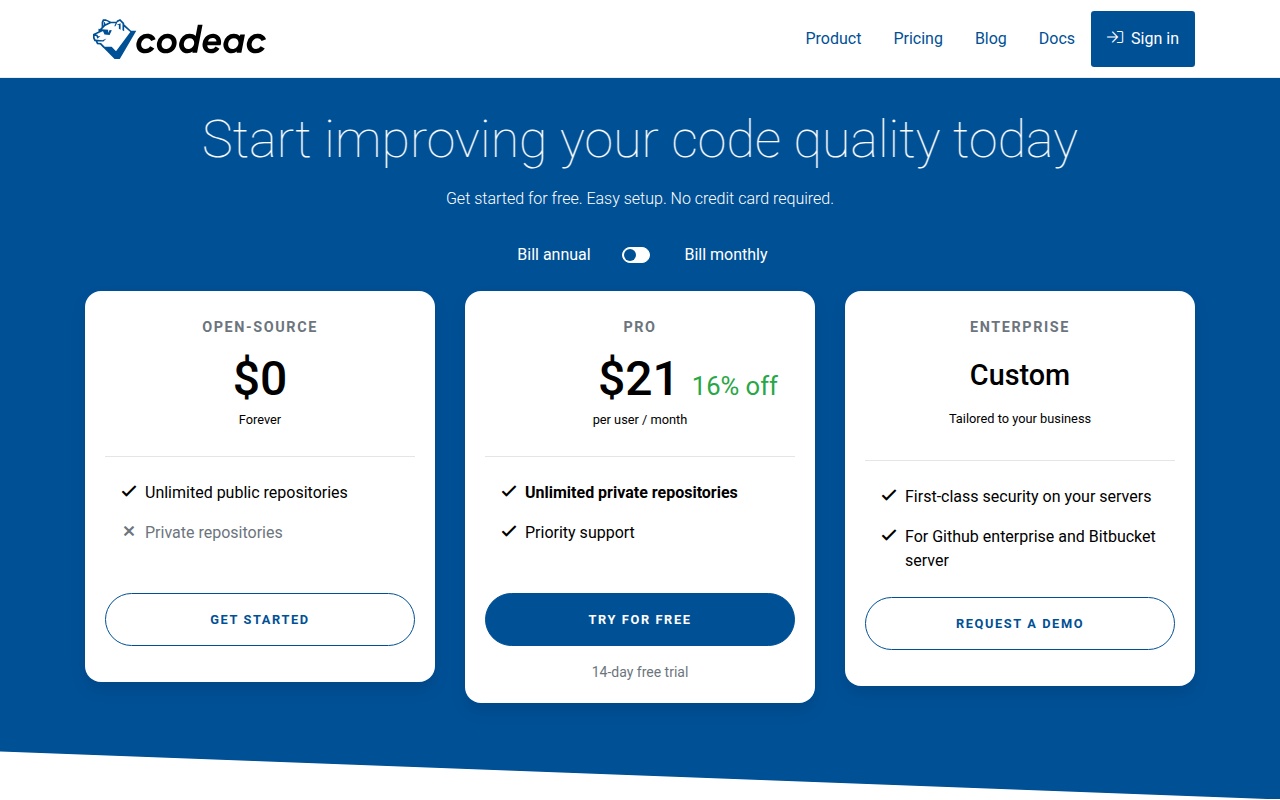 codeac
Product
Pricing
Blog
Docs
Sign in
Start improving your code quality today
Get started for free. Easy setup. No credit card required.
Bill annual
Bill monthly
OPEN-SOURCE
$0
Forever
Unlimited public repositories
Private repositories
GET STARTED
PRO
$21 16% off
per user / month
Unlimited private repositories
Priority support
TRY FOR FREE
14-day free trial
ENTERPRISE
Custom
Tailored to your business
First-class security on your servers
For Github enterprise and Bitbucket
server
REQUEST A DEMO